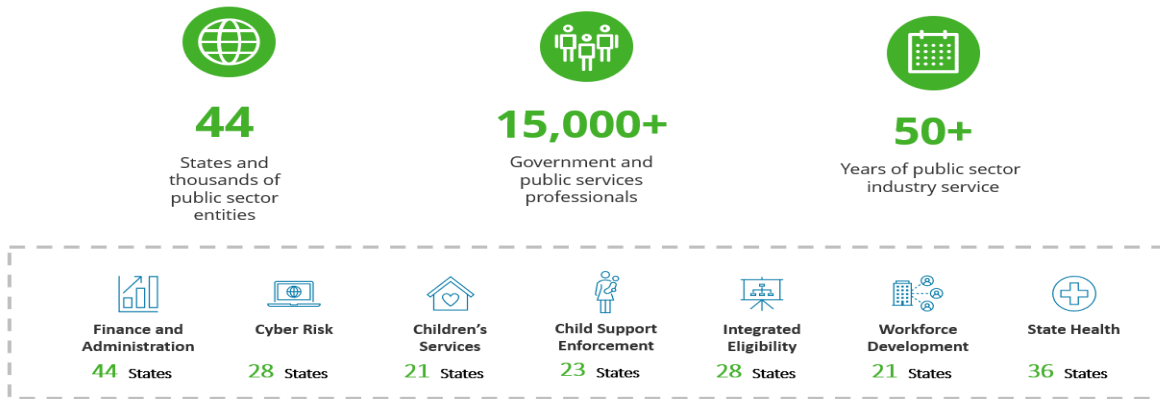 44
States and
thousands of
public sector
entities
15,000+
Government and
public services
professionals
50+
Years of public sector
industry service
Finance and
Administration
44 States
Cyber Risk
28 States
Children's
Services
21 States
Child Support
Enforcement
23 States
Integrated
Eligibility
28 States
Workforce
Development
21 States
State Health
36 States